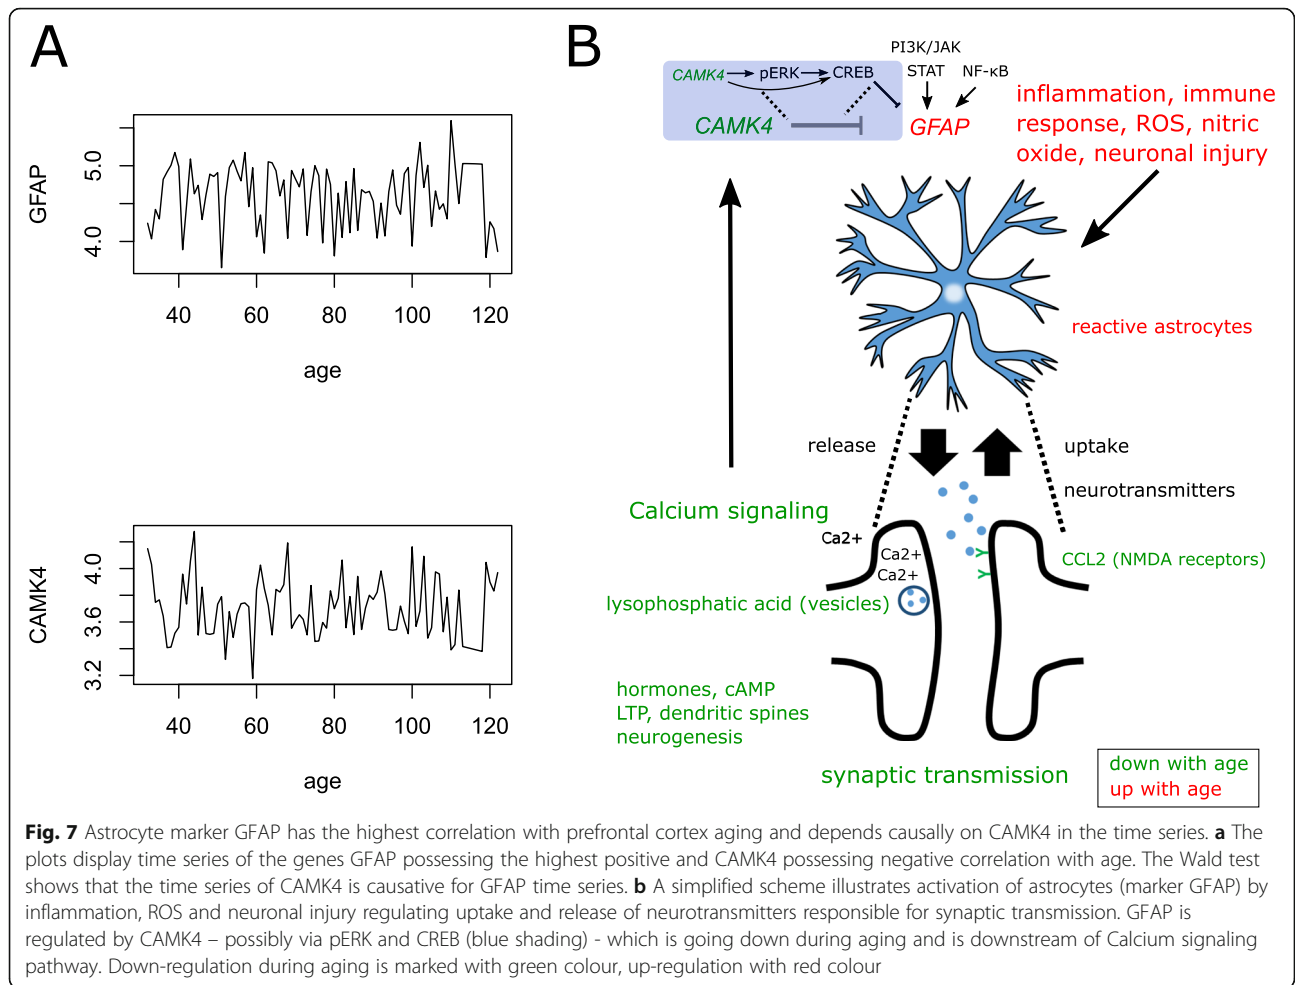 A
GFAP
5.0
4.0
40 60 80 100 120
age
CAMK4
4.0
3.6
3.2
40 60 80 100 120
age
B
PI3K/JAK
CAMK4 pERK CREB STAT NF-κB
CAMK4 GFAP
inflammation, immune
response, ROS, nitric
oxide, neuronal injury
reactive astrocytes
release
uptake
neurotransmitters
Calcium signaling
Ca2+
Ca2+
Ca2+
CCL2 (NMDA receptors)
lysophosphatic acid (vesicles)
hormones, cAMP
LTP, dendritic spines
neurogenesis
synaptic transmission
down with age
up with age
Fig. 7 Astrocyte marker GFAP has the highest correlation with prefrontal cortex aging and depends causally on CAMK4 in the time series. a The
plots display time series of the genes GFAP possessing the highest positive and CAMK4 possessing negative correlation with age. The Wald test
shows that the time series of CAMK4 is causative for GFAP time series. b A simplified scheme illustrates activation of astrocytes (marker GFAP) by
inflammation, ROS and neuronal injury regulating uptake and release of neurotransmitters responsible for synaptic transmission. GFAP is
regulated by CAMK4 – possibly via pERK and CREB (blue shading) - which is going down during aging and is downstream of Calcium signaling
pathway. Down-regulation during aging is marked with green colour, up-regulation with red colour